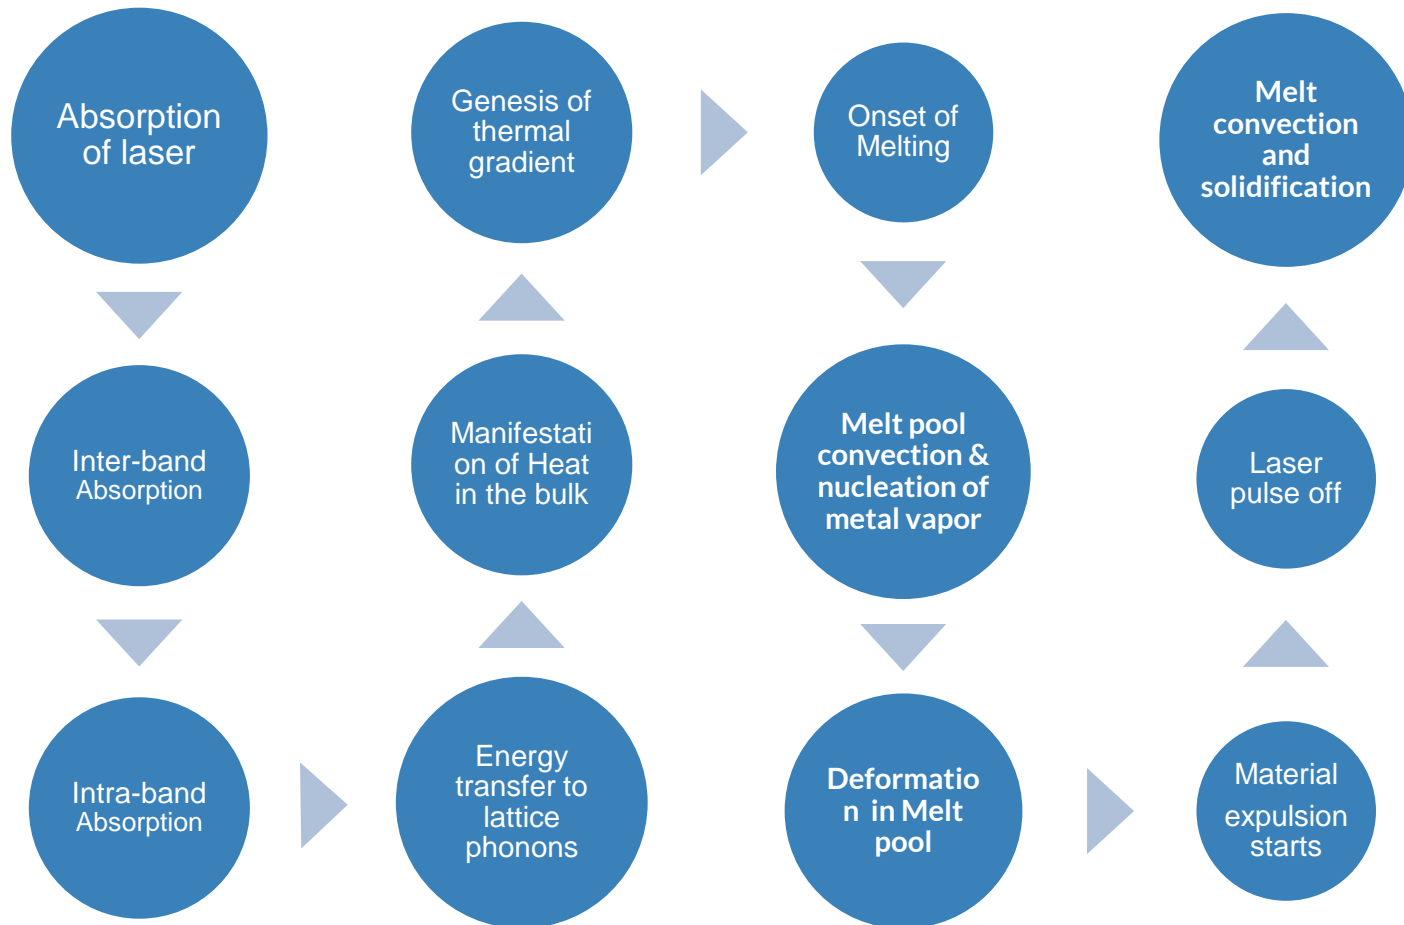 Absorption
of laser
Inter-band
Absorption
Intra-band
Absorption
Energy
transfer to
lattice
phonons
Manifestati
on of Heat
in the bulk
Genesis of
thermal
gradient
Onset of
Melting
Melt pool
convection &
nucleation of
metal vapor
Deformatio
n in Melt
pool
Material
expulsion
starts
Laser
pulse off
Melt
convection
and
solidification